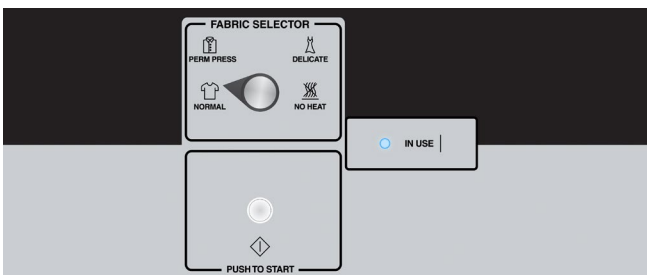 FABRIC SELECTOR
PERM PRESS
DELICATE
NORMAL
NO HEAT
IN USE
PUSH TO START